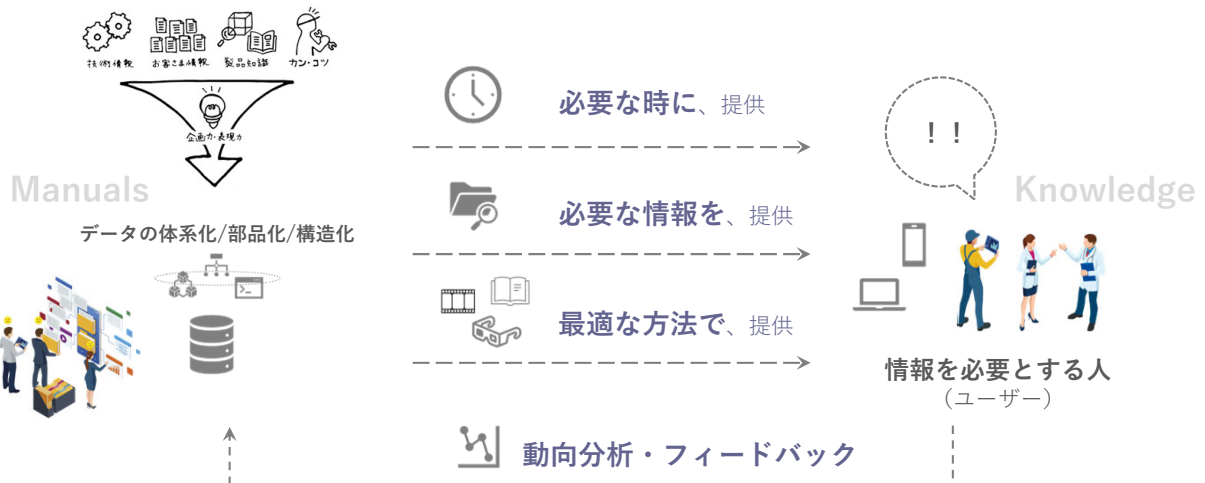 技術情報
お客さま情報
製品知識
カン・コツ
企画力・表現力
Manuals
データの体系化/部品化/構造化
必要な時に、提供
必要な情報を、提供
最適な方法で、提供
動向分析・フィードバック
！！
Knowledge
情報を必要とする人
（ユーザー）